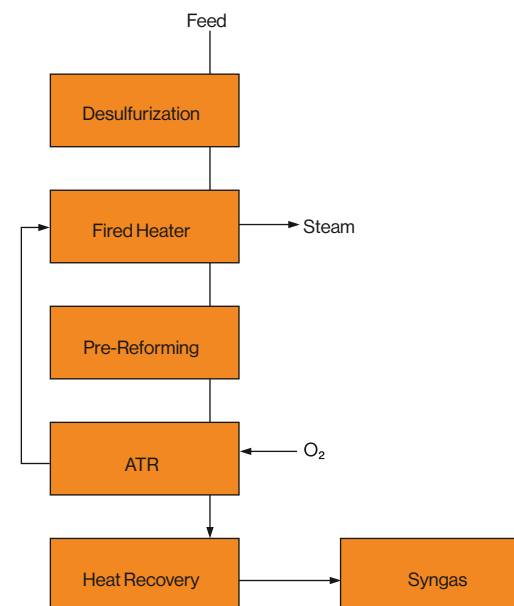 Feed
Desulfurization
Fired Heater
Steam
Pre-Reforming
ATR
O₂
Heat Recovery
Syngas